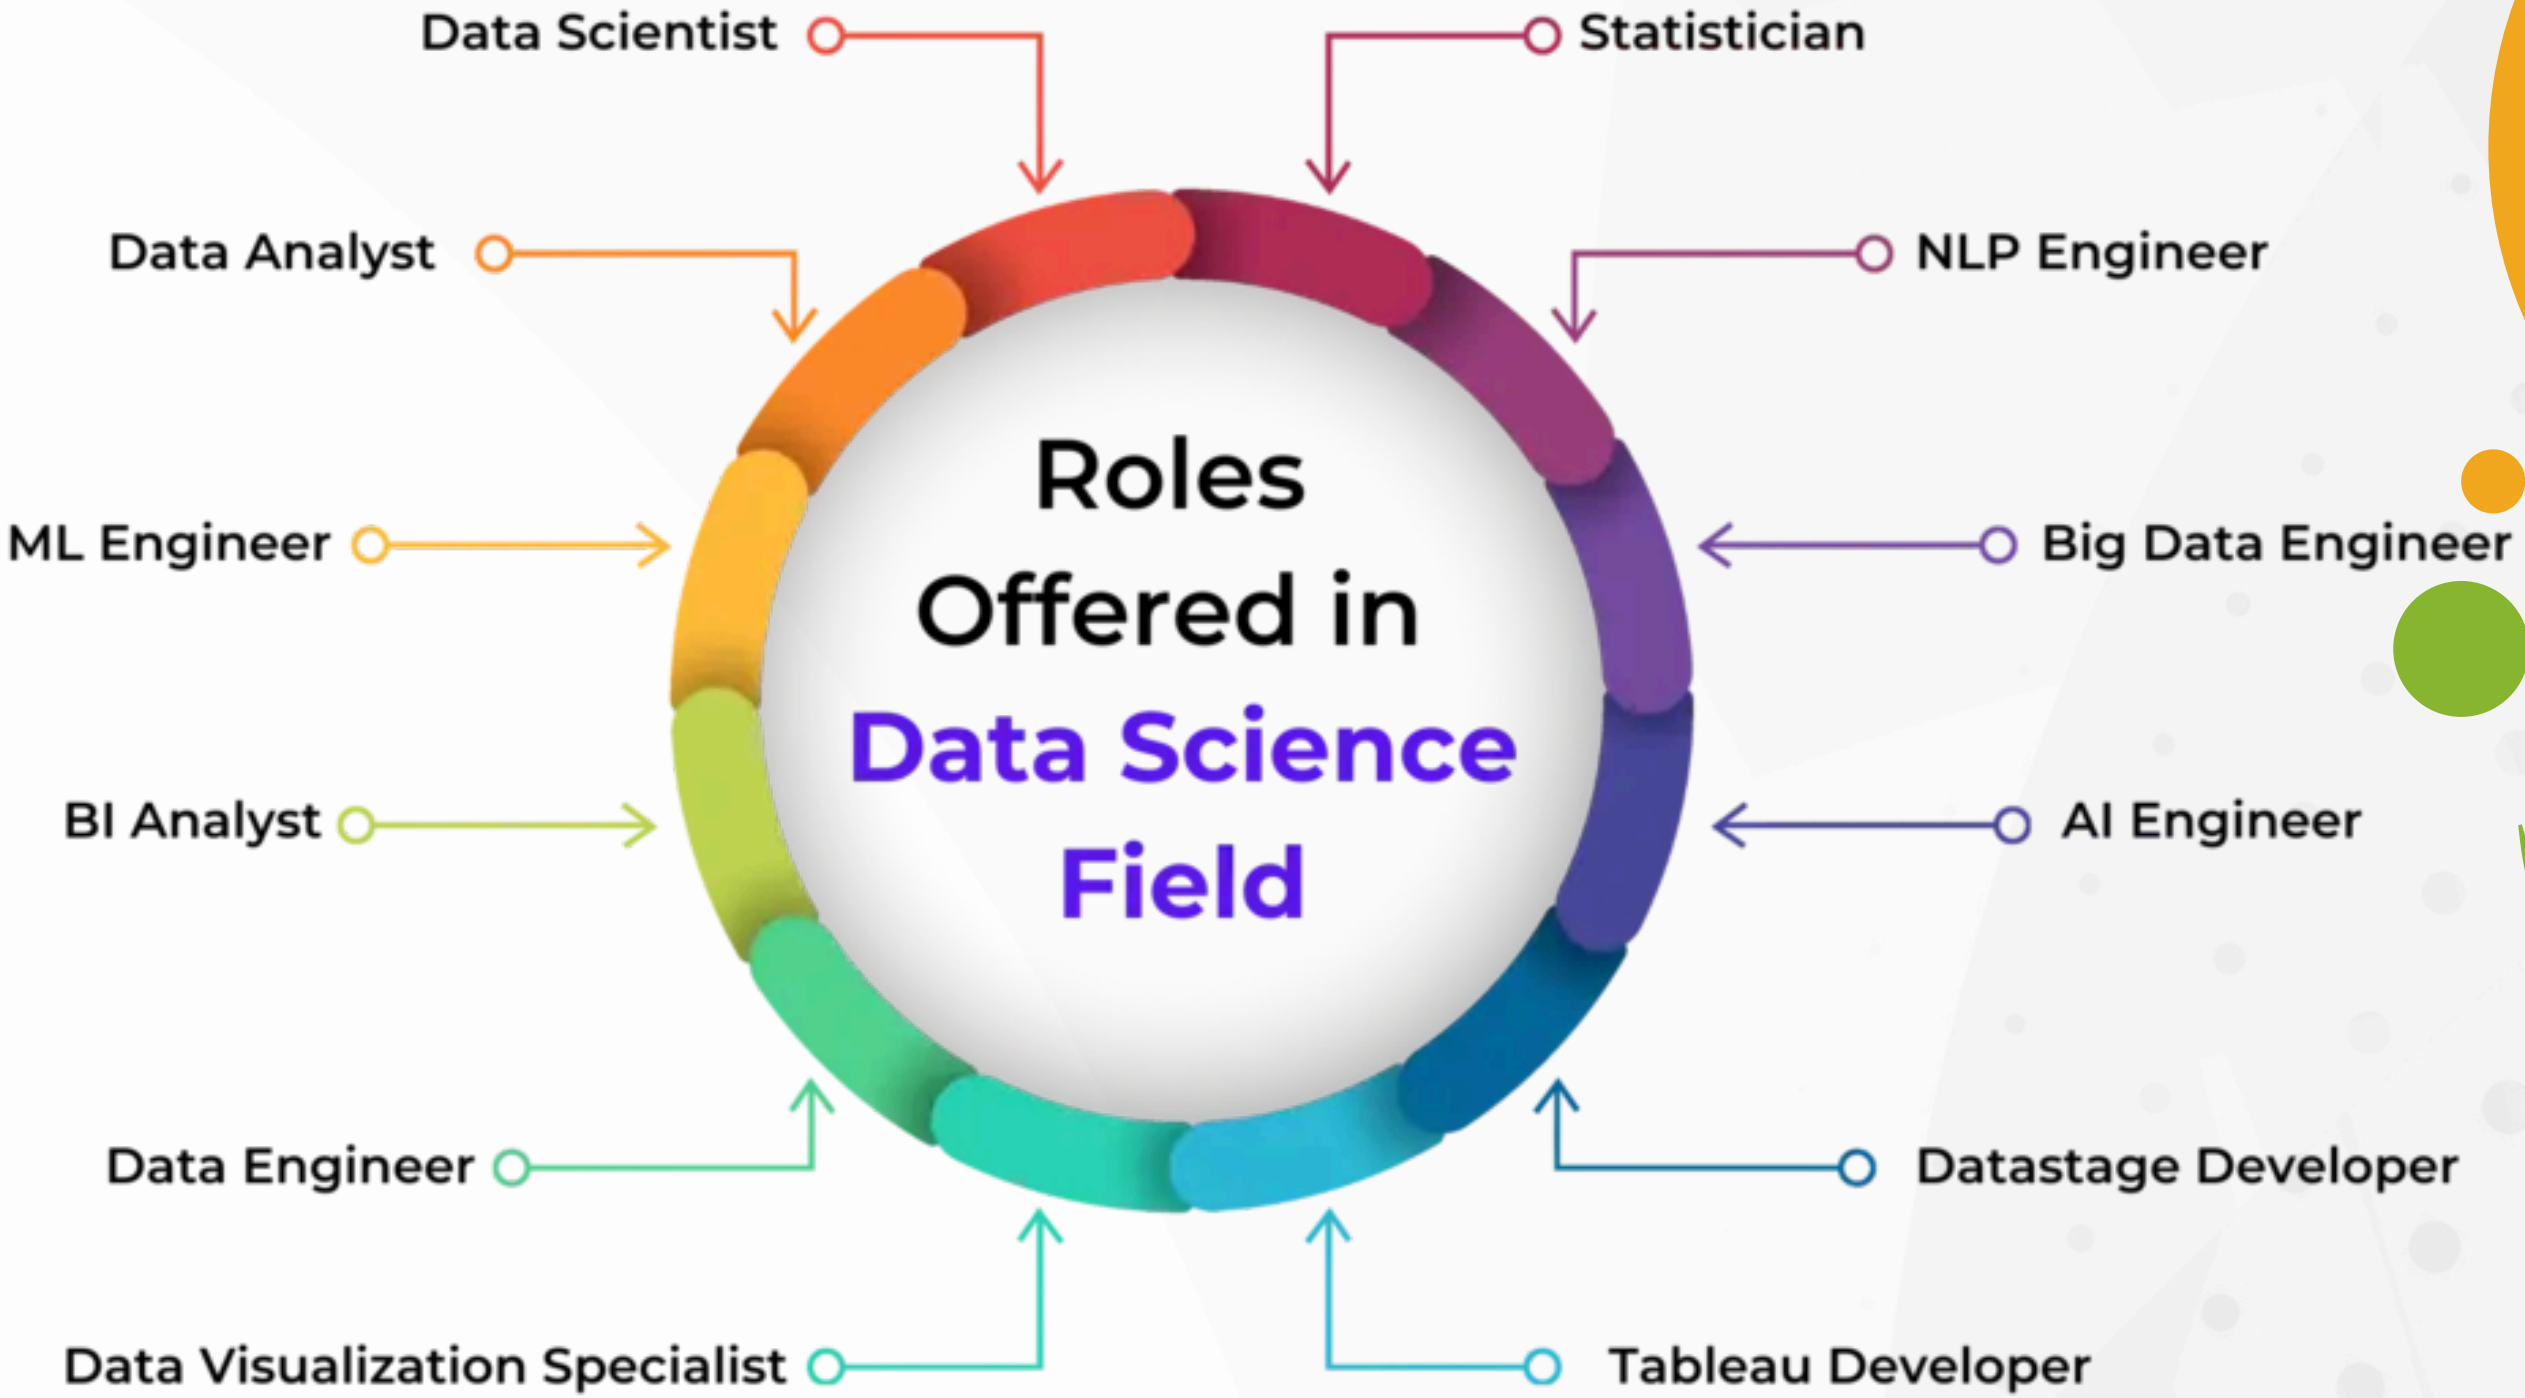 Data Scientist
Statistician
Data Analyst
NLP Engineer
ML Engineer
Big Data Engineer
BI Analyst
AI Engineer
Data Engineer
Datastage Developer
Data Visualization Specialist
Tableau Developer
Roles
Offered in
Data Science
Field